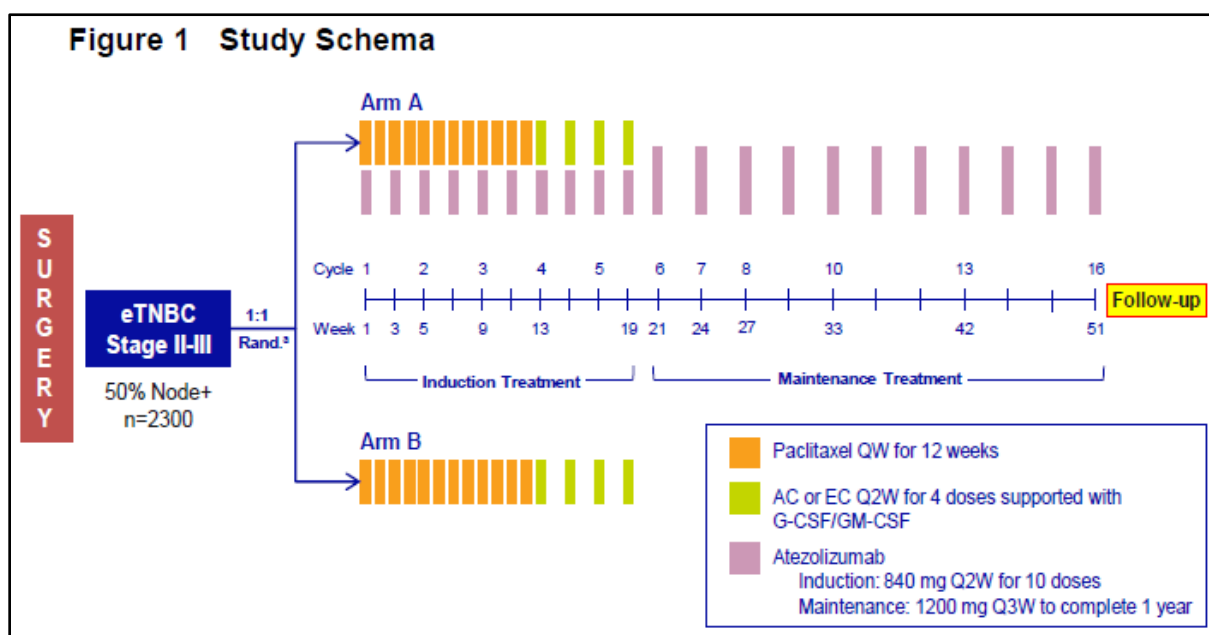 Figure 1 Study Schema
Arm A
SURGERY
eTNBC
Stage II-III
50% Node+
n=2300
1:1
Rand.ª
Cycle 1 2 3 4 5 6 7 8 10 13 16
Week 1 3 5 9 13 19 21 24 27 33 42 51
Follow-up
Induction Treatment
Maintenance Treatment
Arm B
Paclitaxel QW for 12 weeks
AC or EC Q2W for 4 doses supported with
G-CSF/GM-CSF
Atezolizumab
Induction: 840 mg Q2W for 10 doses
Maintenance: 1200 mg Q3W to complete 1 year